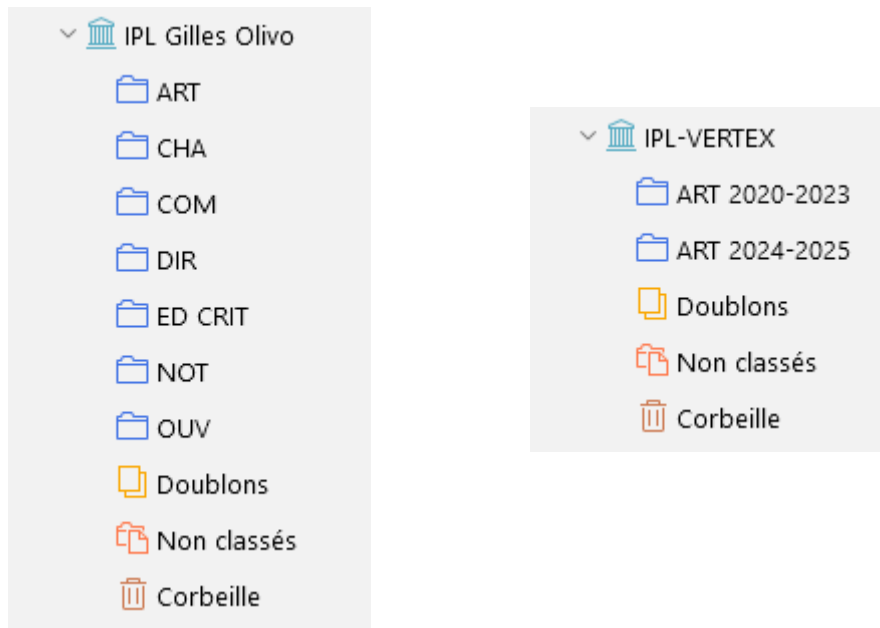 IPL Gilles Olivo
ART
CHA
COM
DIR
ED CRIT
NOT
OUV
Doublons
Non classés
Corbeille
IPL-VERTEX
ART 2020-2023
ART 2024-2025
Doublons
Non classés
Corbeille